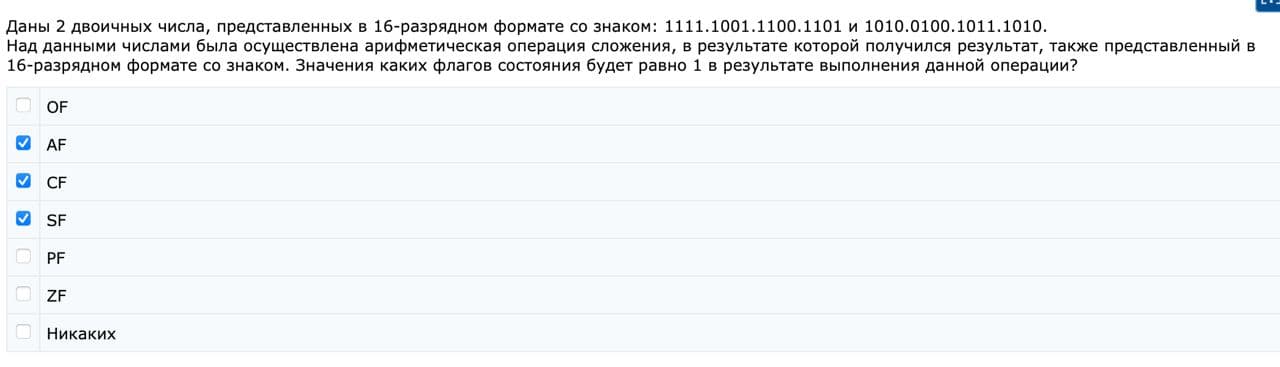 Даны 2 двоичных числа, представленных в 16-разрядном формате со знаком: 1111.1001.1100.1101 и 1010.0100.1011.1010.
Над данными числами была осуществлена арифметическая операция сложения, в результате которой получился результат, также представленный в
16-разрядном формате со знаком. Значения каких флагов состояния будет равно 1 в результате выполнения данной операции?
OF
AF
CF
SF
PF
ZF
Никаких